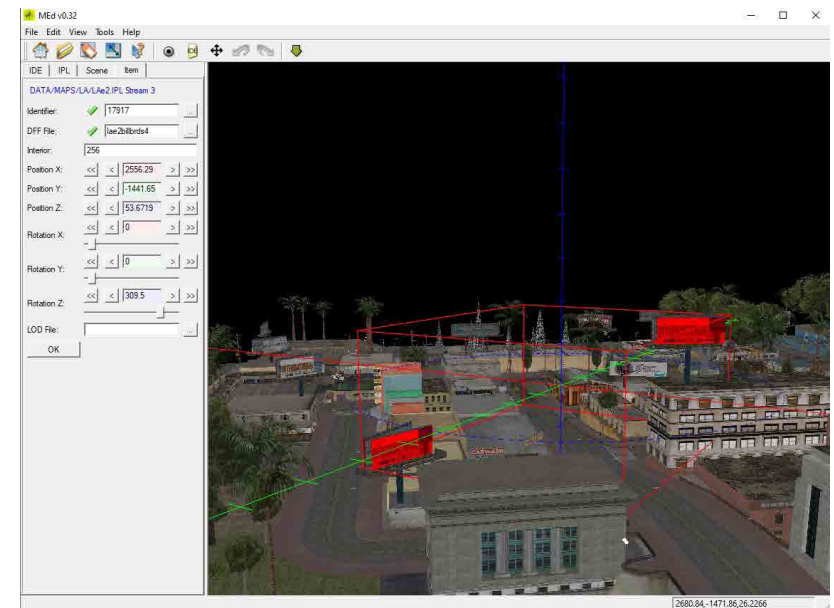 MEd v0.32
File Edit View Tools Help
IDE IPL Scene Item
DATA/MAPS/LA/LAe2.IPL Stream 3
Identifier: 17917 ...
DFF File: lae2billbrds4 ...
Interior: 256
Position X: << < 2556.29 > >>
Position Y: << < -1441.65 > >>
Position Z: << < 53.6719 > >>
Rotation X: << < 0 > >>
Rotation Y: << < 0 > >>
Rotation Z: << < 309.5 > >>
LOD File: ...
OK
CARWASH
2680.84,-1471.86,26.2266